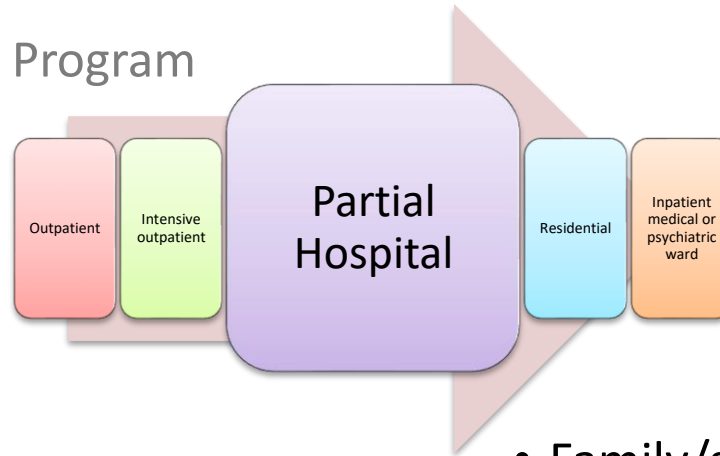 Program
Outpatient
Intensive
outpatient
Partial
Hospital
Residential
Inpatient
medical or
psychiatric
ward